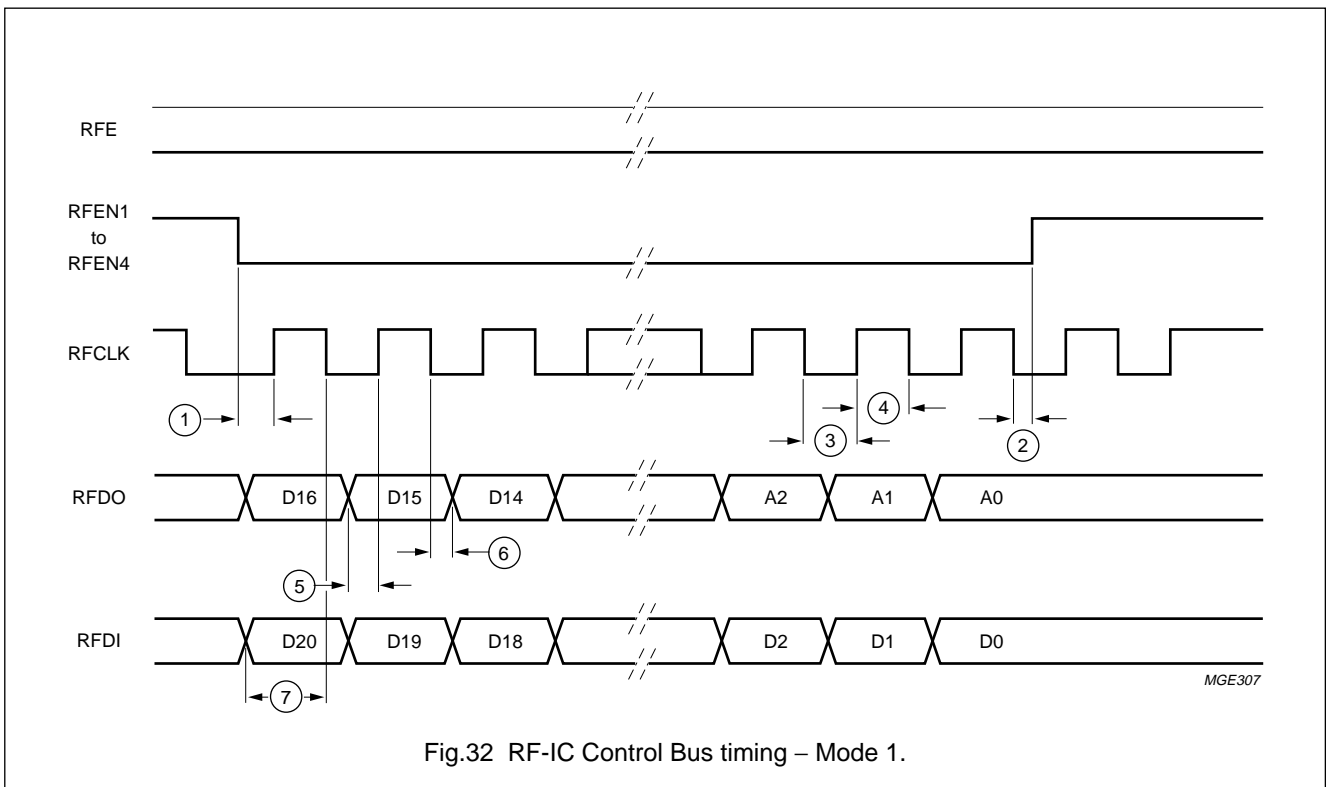 RFE
RFEN1
to
RFEN4
RFCLK
1
3
4
2
RFDO
D16
D15
D14
A2
A1
A0
5
6
RFDI
D20
D19
D18
D2
D1
D0
7
MGE307
Fig.32 RF-IC Control Bus timing − Mode 1.